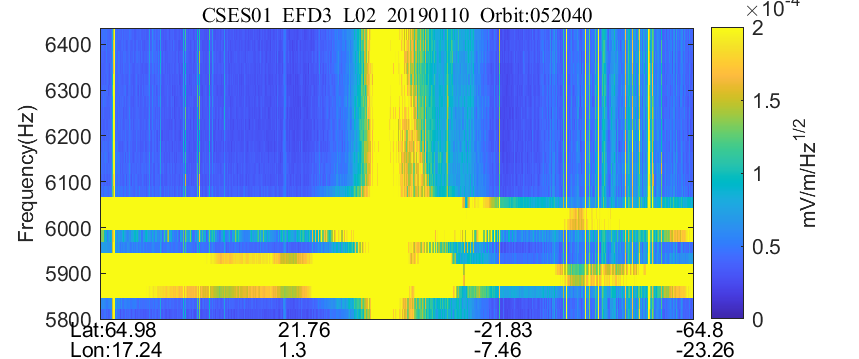 CSES01 EFD3 L02 20190110 Orbit:052040
×10-4
6400
6300
6200
6100
6000
5900
5800
Frequency(Hz)
2
1.5
1
0.5
0
mV/m/Hz1/2
Lat:64.98 21.76 -21.83 -64.8
Lon:17.24 1.3 -7.46 -23.26